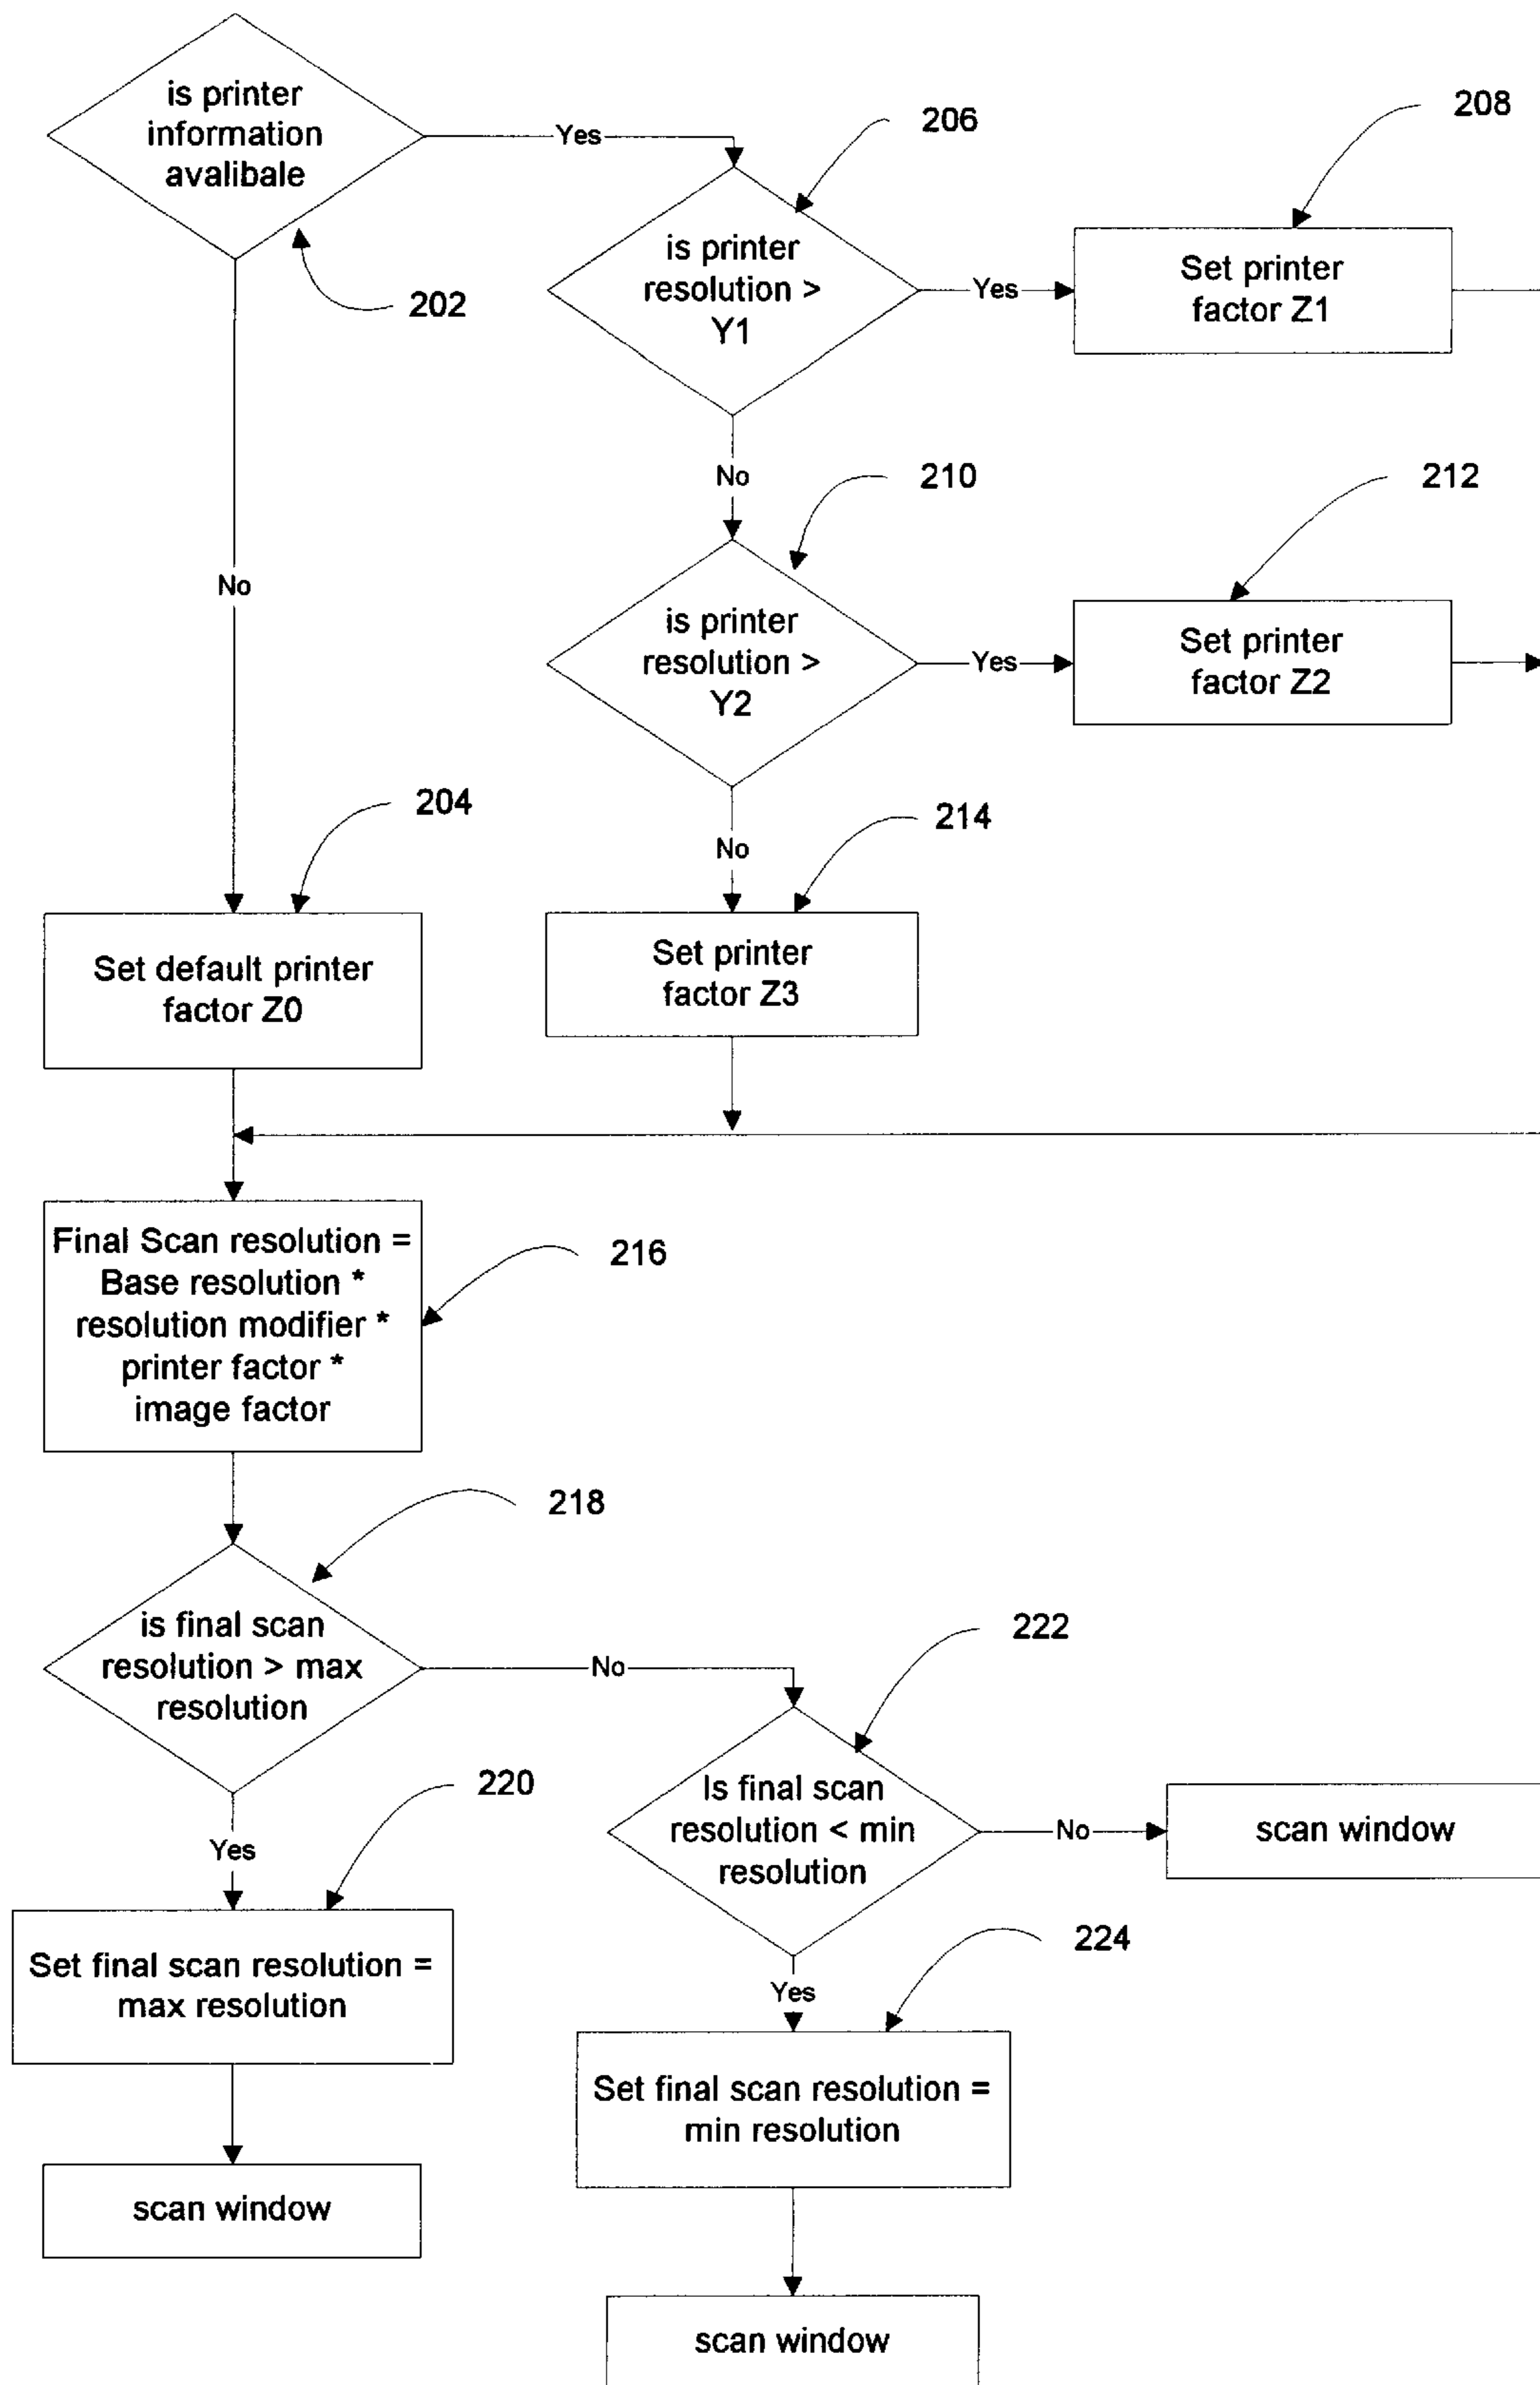 is printer
information
avalibale
Yes
206
208
202
is printer
resolution >
Y1
Yes
Set printer
factor Z1
No
210
212
No
is printer
resolution >
Y2
Yes
Set printer
factor Z2
204
214
No
Set default printer
factor Z0
Set printer
factor Z3
Final Scan resolution =
Base resolution *
resolution modifier *
printer factor *
image factor
216
218
is final scan
resolution > max
resolution
No
222
220
Yes
Is final scan
resolution < min
resolution
No
scan window
Set final scan resolution =
max resolution
224
Yes
Set final scan resolution =
min resolution
scan window
scan window